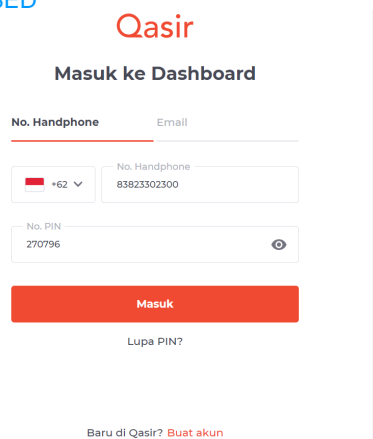 SED
Qasir
Masuk ke Dashboard
No. Handphone Email
No. Handphone
+62 83823302300
No. PIN
270796
Masuk
Lupa PIN?
Baru di Qasir? Buat akun